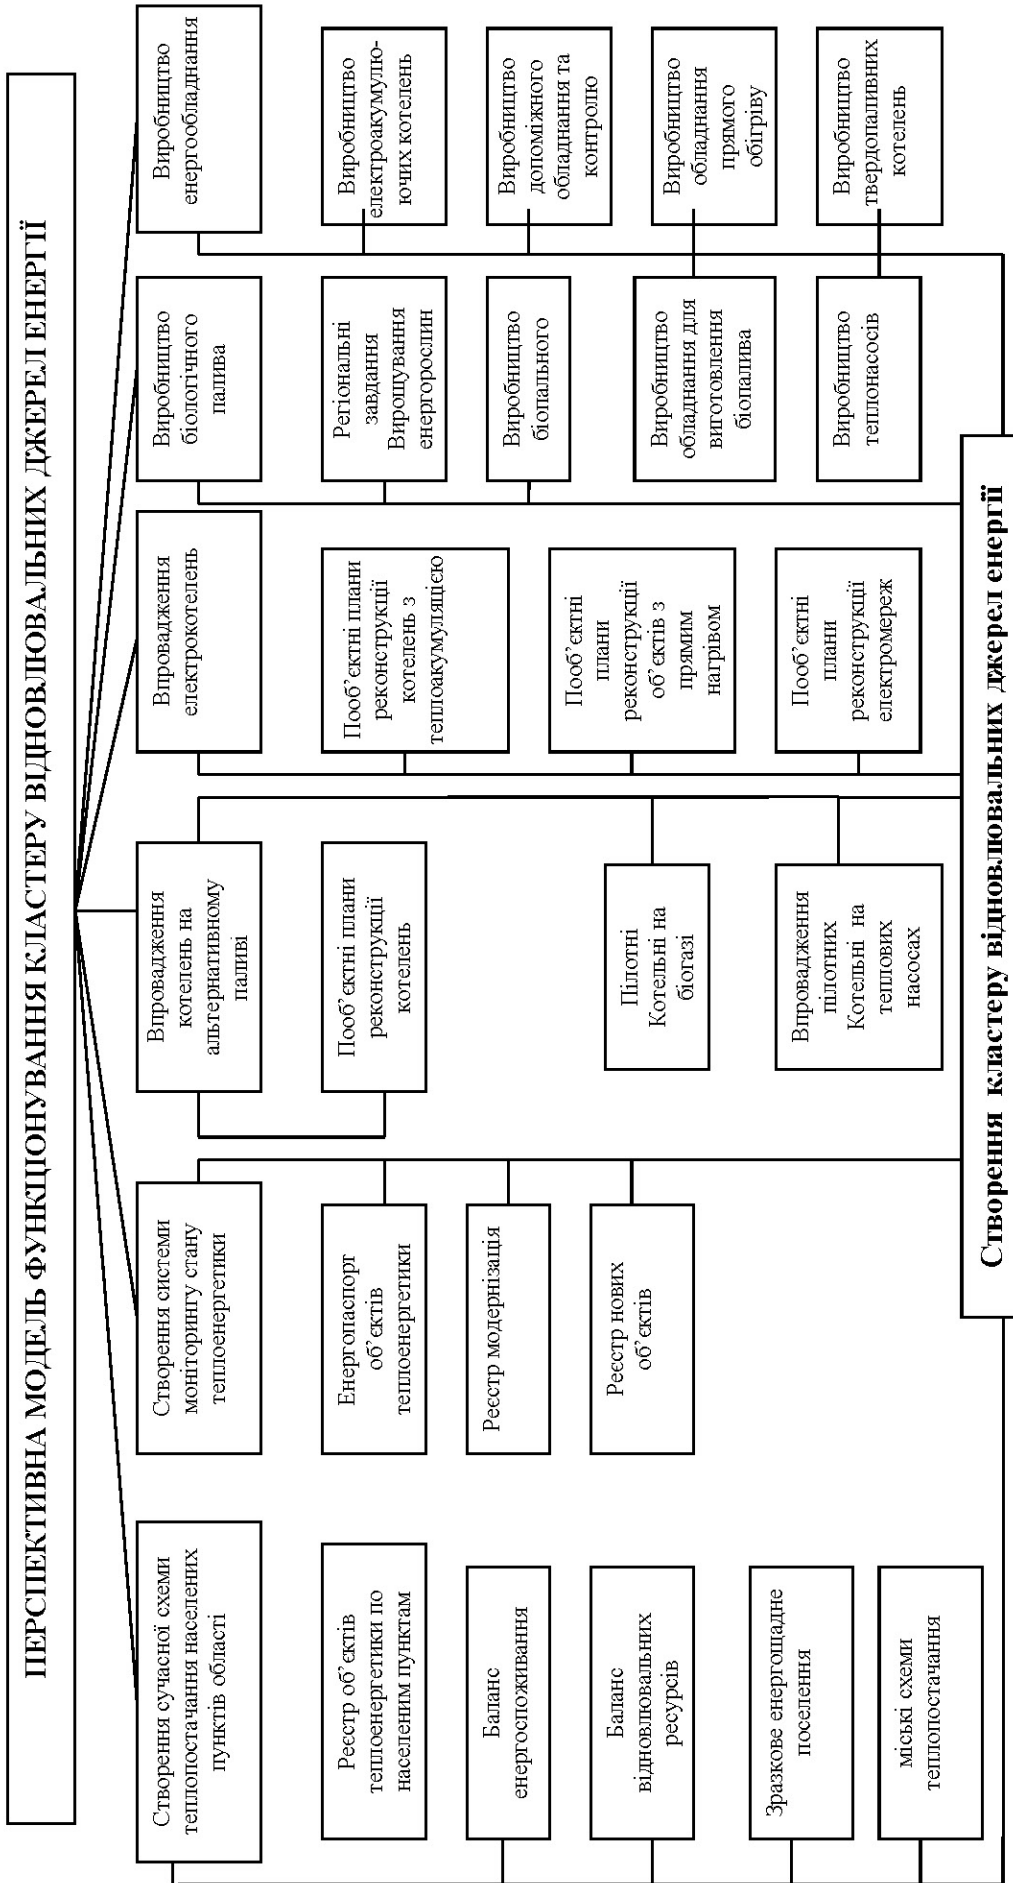 ПЕРСПЕКТИВНА МОДЕЛЬ ФУНКЦІОНУВАННЯ КЛАСТЕРУ ВІДНОВЛЮВАЛЬНИХ ДЖЕРЕЛ ЕНЕРГІЇ
Створення сучасної схеми
теплопостачання населених
пунктів області
Реєстр об’єктів
теплоенергетики по
населеним пунктам
Баланс
енергоспоживання
Баланс
відновлювальних
ресурсів
Зразкове енергощадне
поселення
міські схеми
теплопостачання
Створення системи
моніторингу стану
теплоенергетики
Енергопаспорт
об’єктів
теплоенергетики
Реєстр модернізація
Реєстр нових
об’єктів
Впровадження
котелень на
альтернативному
паливі
Пооб’єктні плани
реконструкції
котелень
Пілотні
Котельні на
біогазі
Впровадження
пілотних
Котельні на
теплових
насосах
Впровадження
електрокотелень
Пооб’єктні плани
реконструкції
котелень з
теплоакумуляцією
Пооб’єктні
плани
реконструкції
об’єктів з
прямим
нагрівом
Пооб’єктні
плани
реконструкції
електромереж
Виробництво
біологічного
палива
Регіональні
завдання
Вирощування
енергорослин
Виробництво
біопального
Виробництво
обладнання для
виготовлення
біопалива
Виробництво
теплонасосів
Виробництво
енергообладнання
Виробництво
електроакумулю-
ючих котелень
Виробництво
допоміжного
обладнання та
контролю
Виробництво
обладнання
прямого
обігріву
Виробництво
твердопаливних
котелень
Створення кластеру відновлювальних джерел енергії